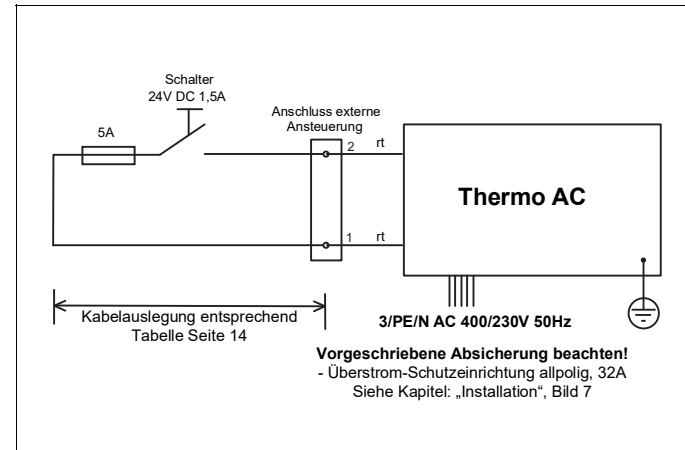 Schalter
24V DC 1,5A
5A
Anschluss externe
Ansteuerung
2
rt
Thermo AC
1
rt
Kabelauslegung entsprechend
Tabelle Seite 14
3/PE/N AC 400/230V 50Hz
Vorgeschriebene Absicherung beachten!
- Überstrom-Schutzeinrichtung allpolig, 32A
Siehe Kapitel: „Installation“, Bild 7